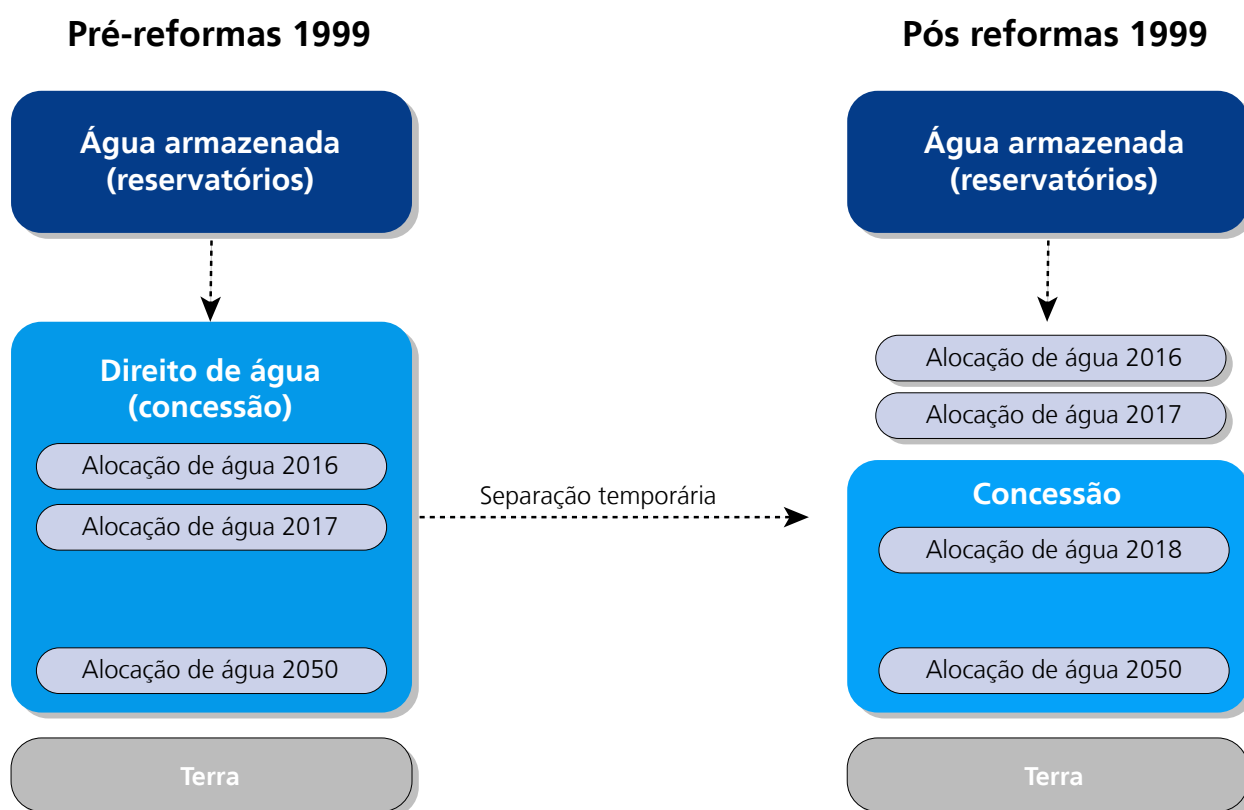 Pré-reformas 1999
Água armazenada
(reservatórios)
Direito de água
(concessão)
Alocação de água 2016
Alocação de água 2017
Alocação de água 2050
Terra
Separação temporária
Pós reformas 1999
Água armazenada
(reservatórios)
Alocação de água 2016
Alocação de água 2017
Concessão
Alocação de água 2018
Alocação de água 2050
Terra